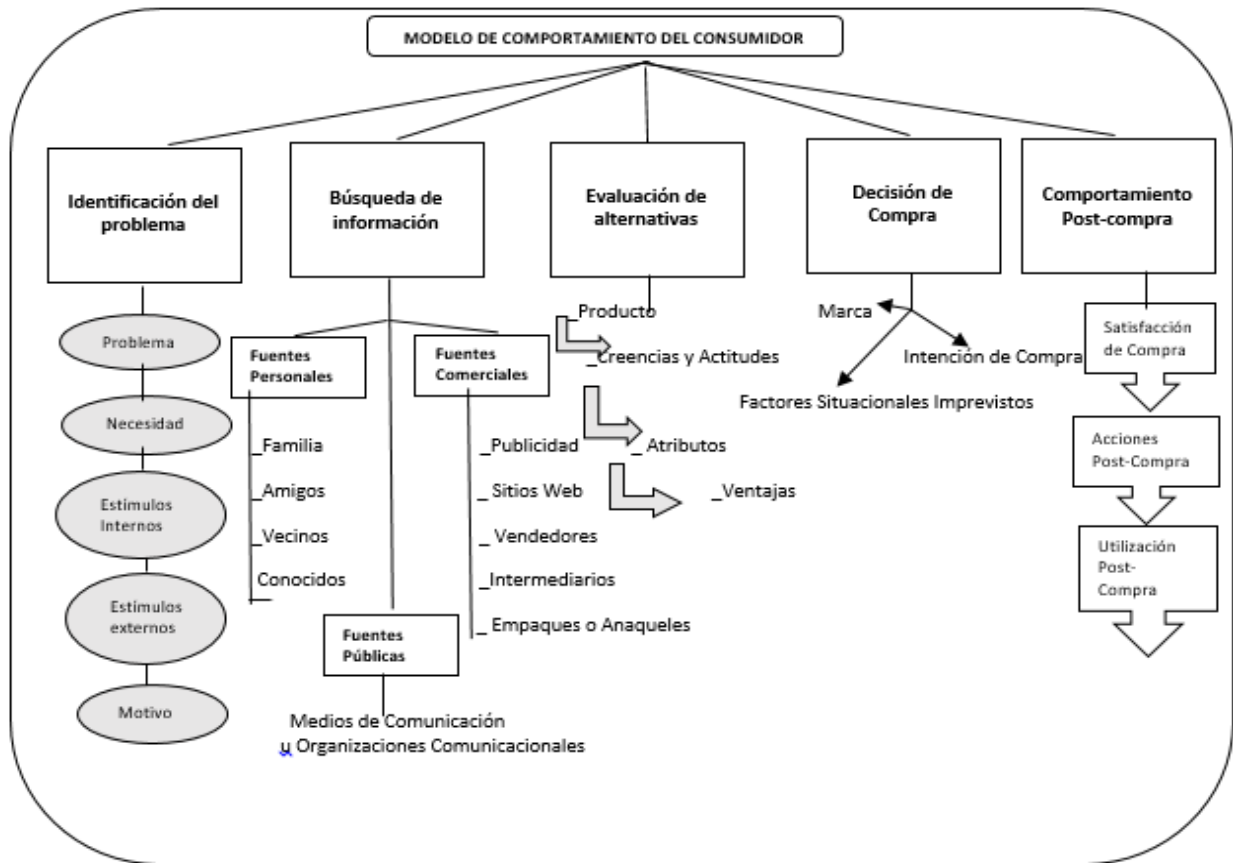 MODELO DE COMPORTAMIENTO DEL CONSUMIDOR
Identificación del
problema
Búsqueda de
información
Evaluación de
alternativas
Decisión de
Compra
Comportamiento
Post-compra
Problema
Necesidad
Estímulos
Internos
Estímulos
externos
Motivo
Fuentes
Personales
_Familia
_Amigos
_Vecinos
Conocidos
Fuentes
Públicas
Medios de Comunicación
u Organizaciones Comunicacionales
Fuentes
Comerciales
_Publicidad
_ Sitios Web
_ Vendedores
_Intermediarios
_ Empaques o Anaqueles
_Producto
_Creencias y Actitudes
_ Atributos
_Ventajas
Marca
Intención de Compra
Factores Situacionales Imprevistos
Satisfacción
de Compra
Acciones
Post-Compra
Utilización
Post-
Compra